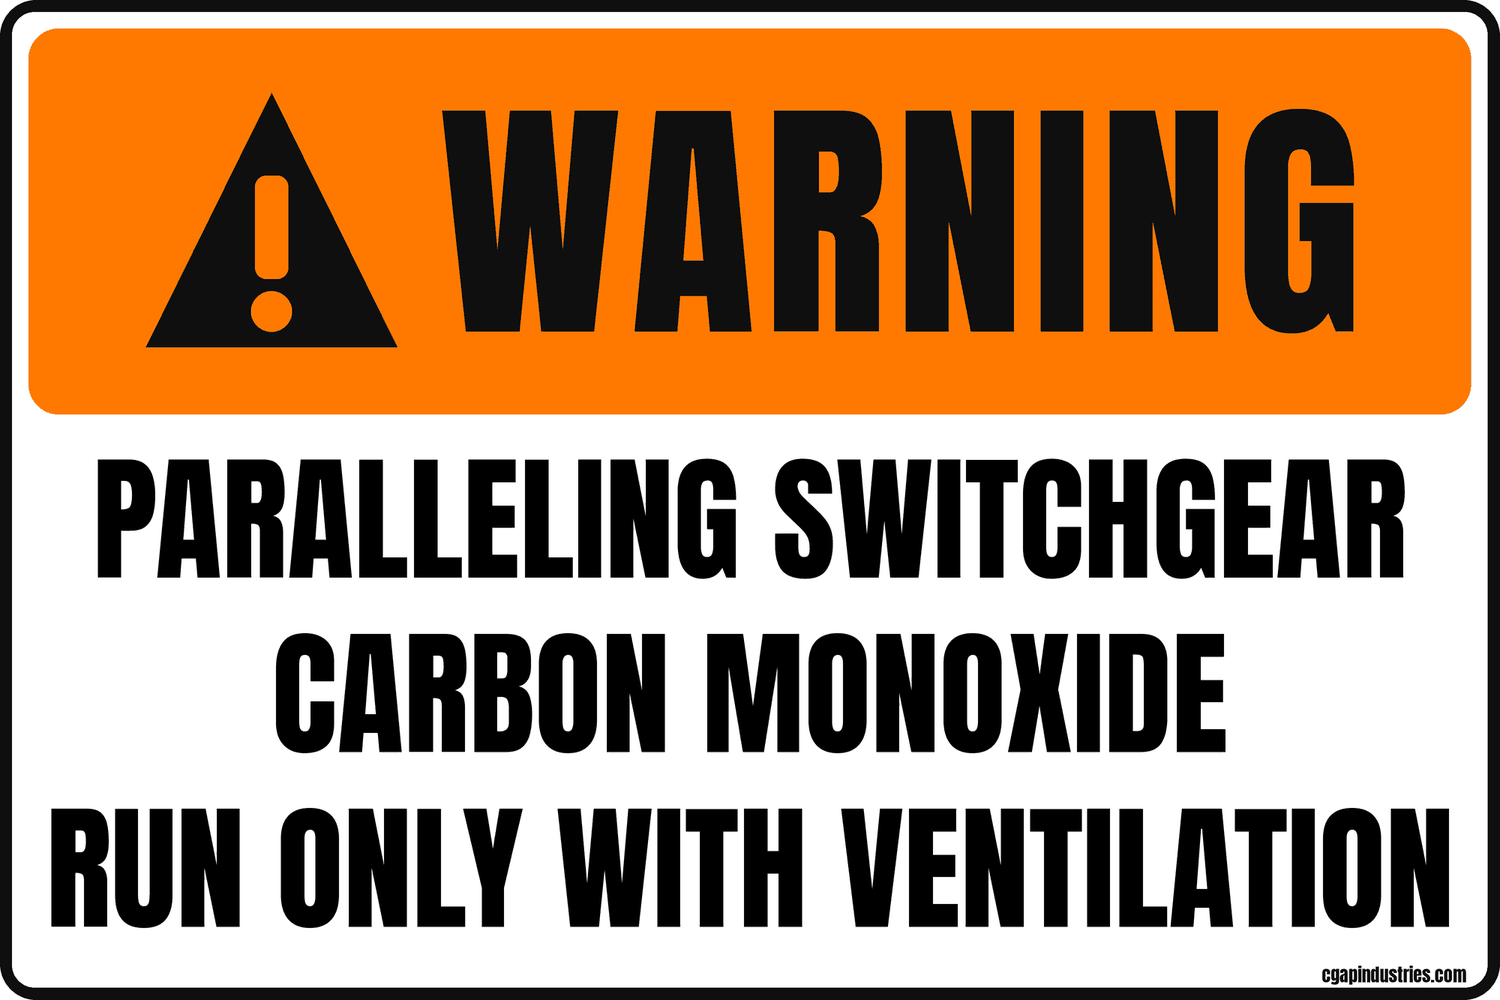 WARNING
PARALLELING SWITCHGEAR
CARBON MONOXIDE
RUN ONLY WITH VENTILATION
cgapindustries.com